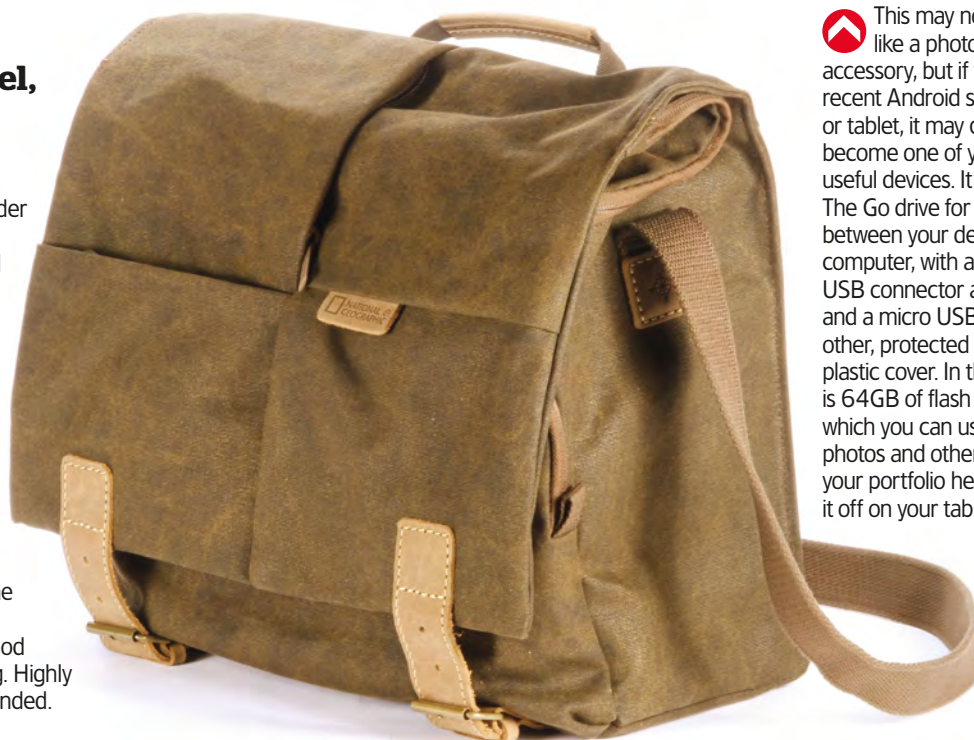 el,
der
ne
od
g. Highly
nded.
NATIONAL
GEOGRAPHIC
This may no
like a photo
accessory, but if
recent Android s
or tablet, it may
become one of y
useful devices. It
The Go drive for
between your de
computer, with a
USB connector a
and a micro USB
other, protected
plastic cover. In th
is 64GB of flash
which you can us
photos and other
your portfolio he
it off on your tab